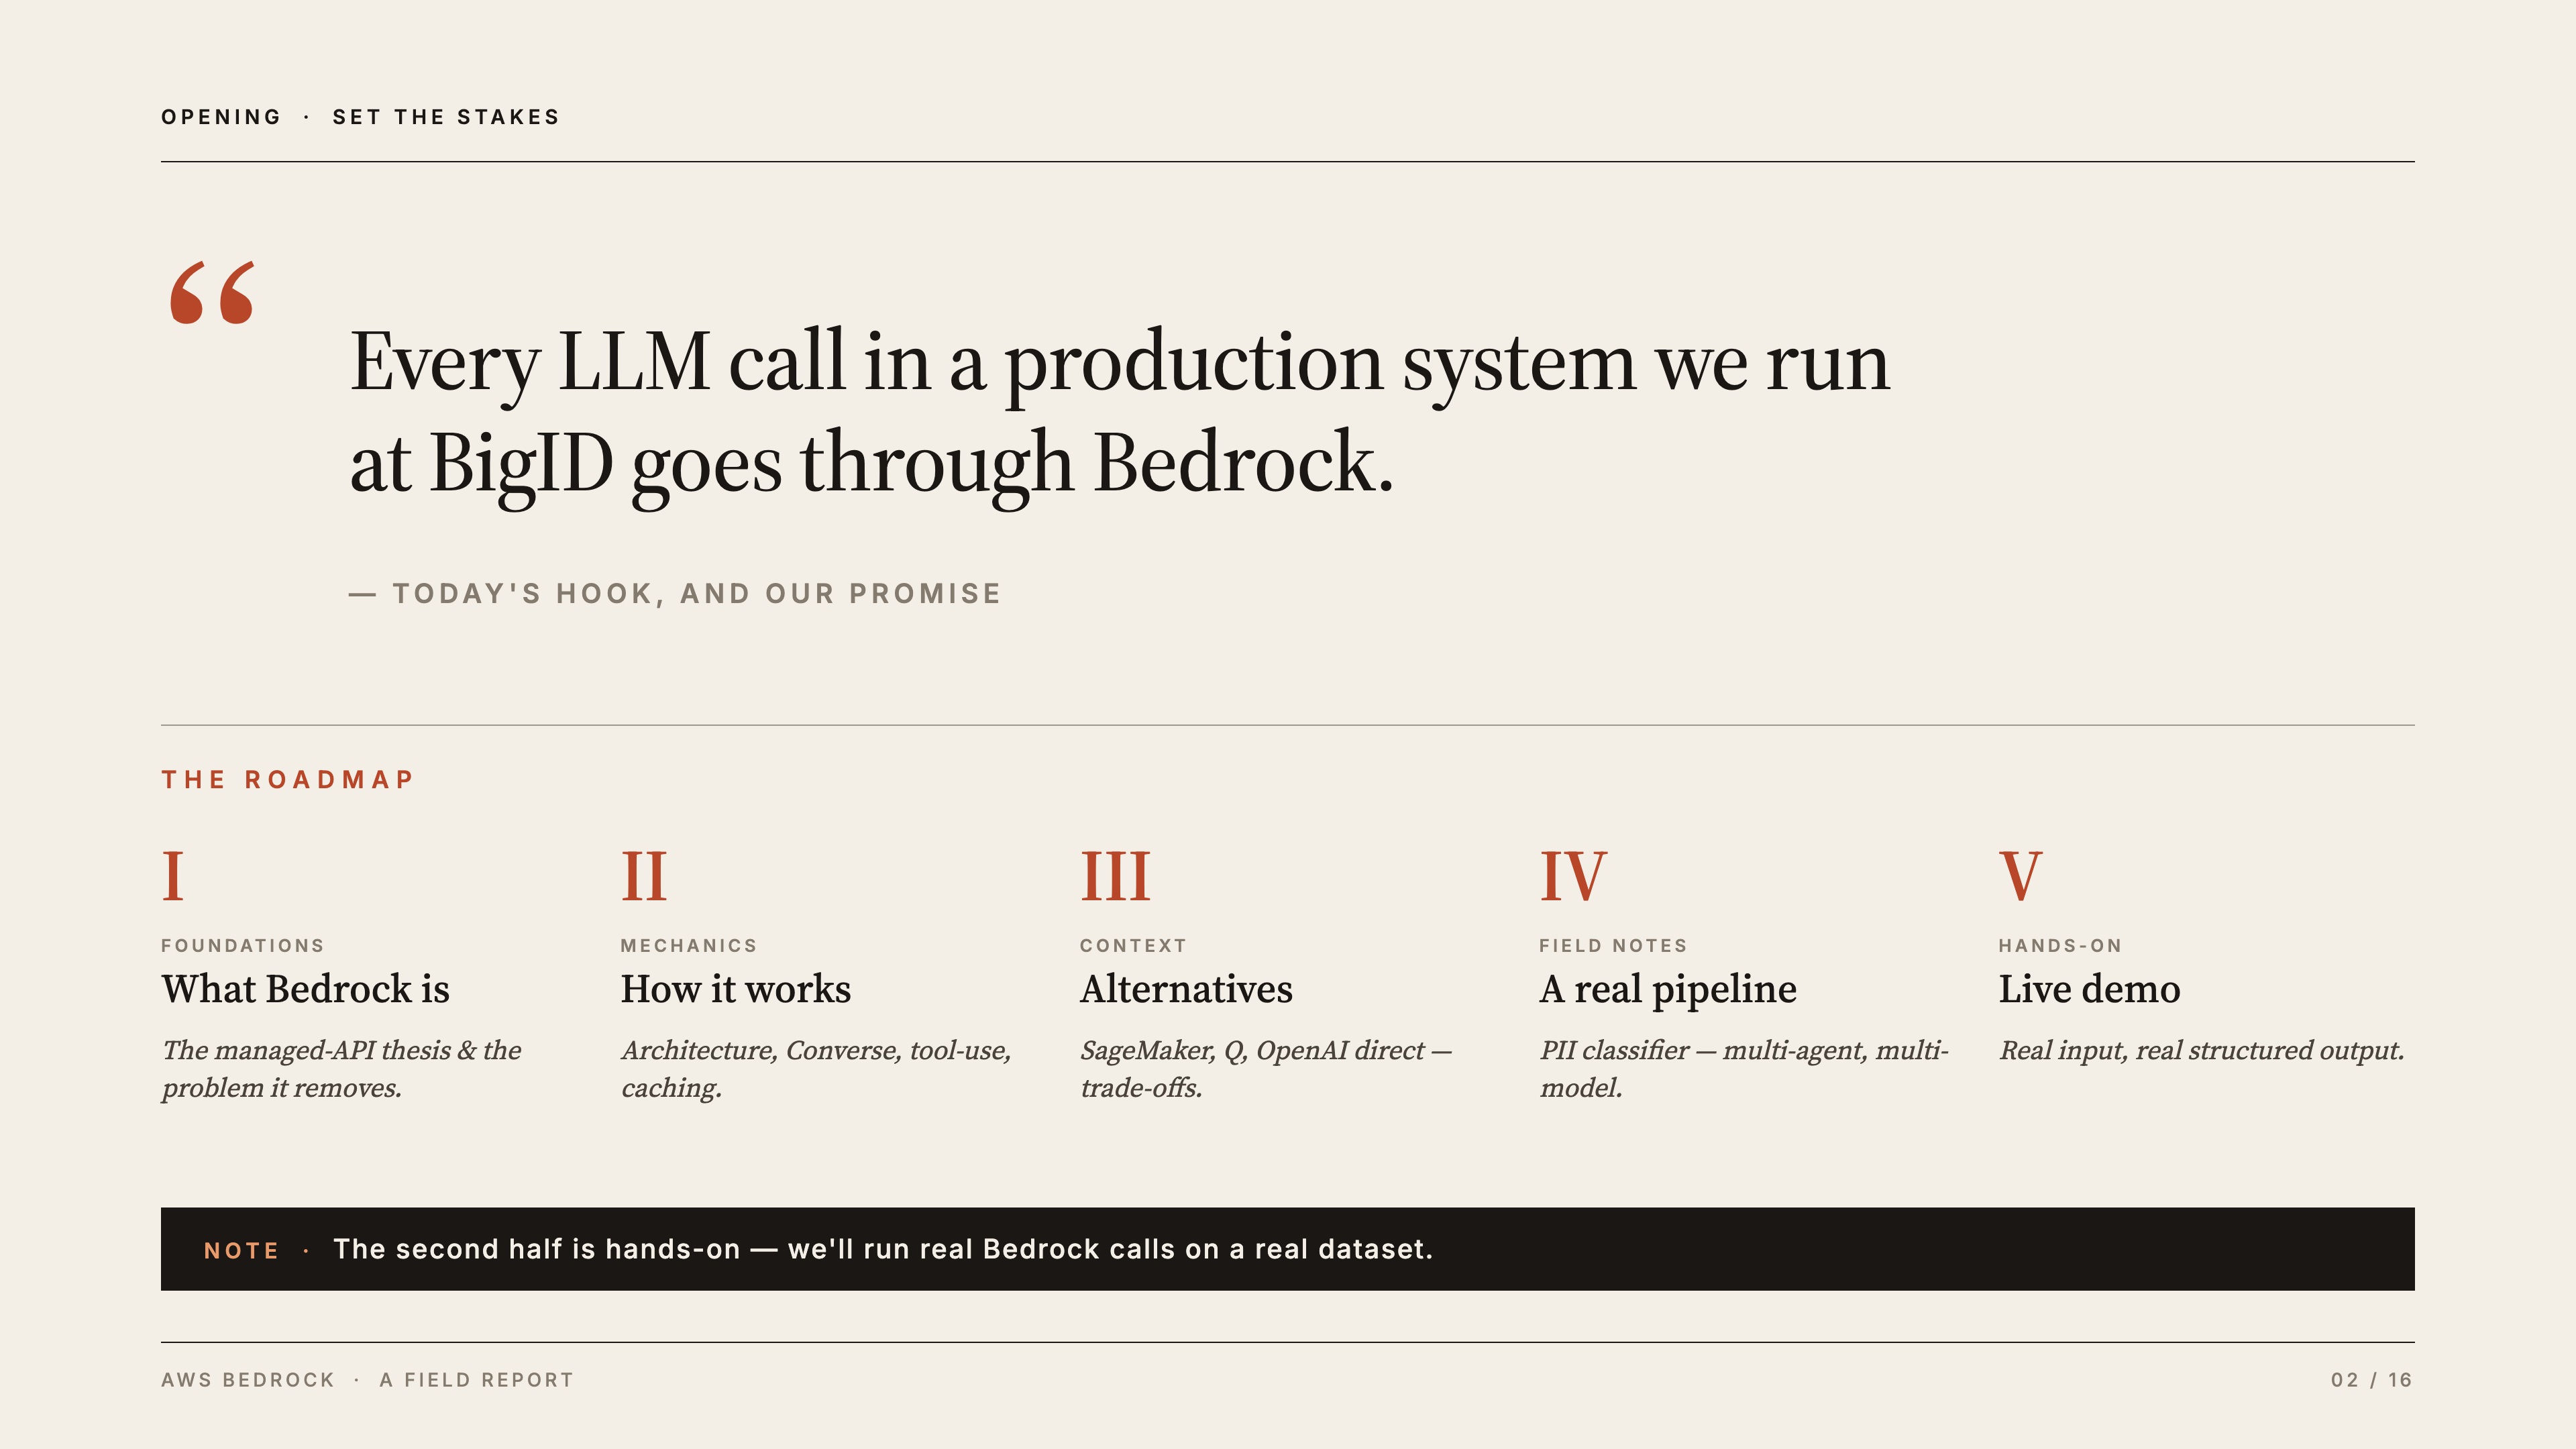 OPENING · SET THE STAKES
“
Every LLM call in a production system we run
at BigID goes through Bedrock.
— TODAY'S HOOK, AND OUR PROMISE
THE ROADMAP
I
FOUNDATIONS
What Bedrock is
The managed-API thesis & the
problem it removes.
II
MECHANICS
How it works
Architecture, Converse, tool-use,
caching.
III
CONTEXT
Alternatives
SageMaker, Q, OpenAI direct —
trade-offs.
IV
FIELD NOTES
A real pipeline
PII classifier — multi-agent, multi-
model.
V
HANDS-ON
Live demo
Real input, real structured output.
NOTE · The second half is hands-on — we'll run real Bedrock calls on a real dataset.
AWS BEDROCK · A FIELD REPORT
02 / 16